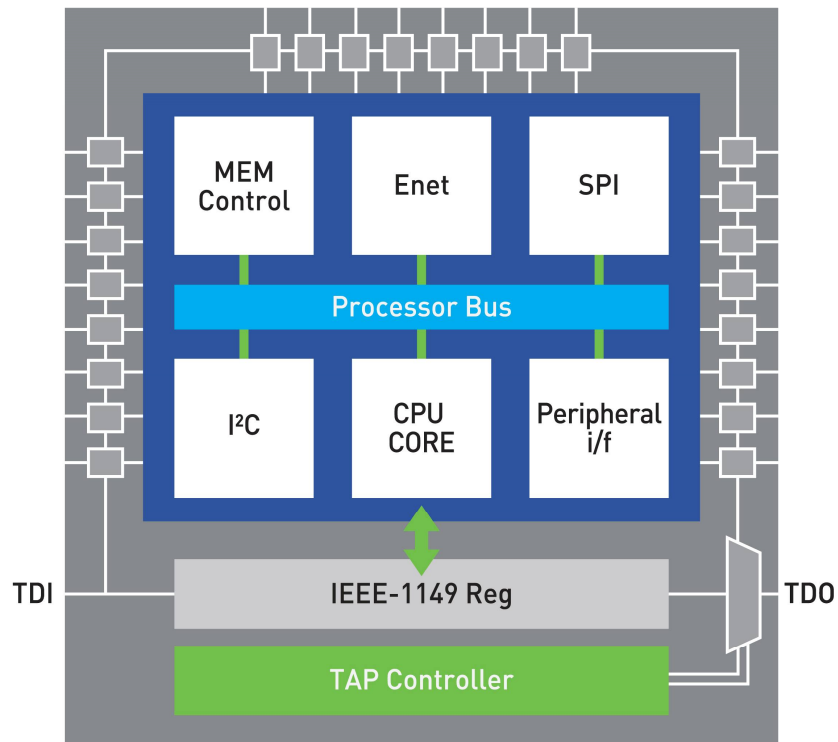 MEM
Control
Enet
SPI
Processor Bus
I²C
CPU
CORE
Peripheral
i/f
TDI
IEEE-1149 Reg
TDO
TAP Controller